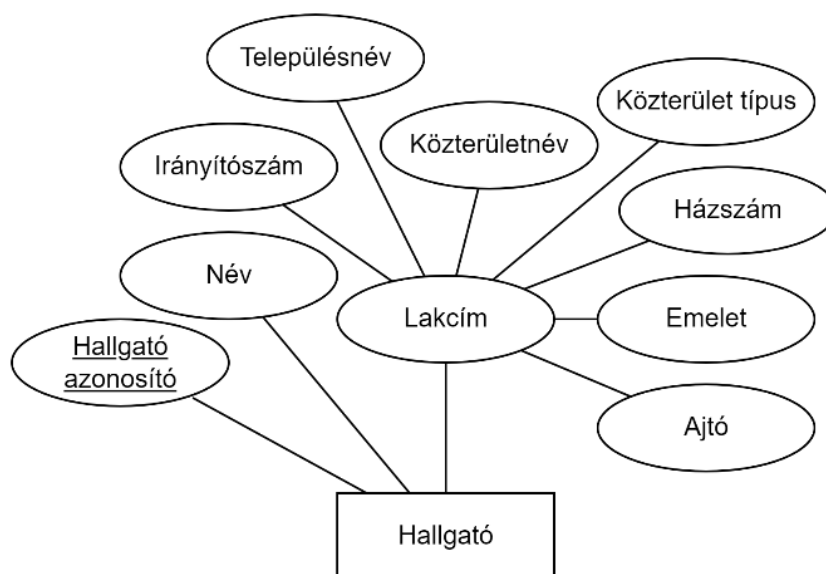 Településnév
Közterület típus
Közterületnév
Irányítószám
Házszám
Név
Lakcím
Emelet
Hallgató
azonosító
Ajtó
Hallgató